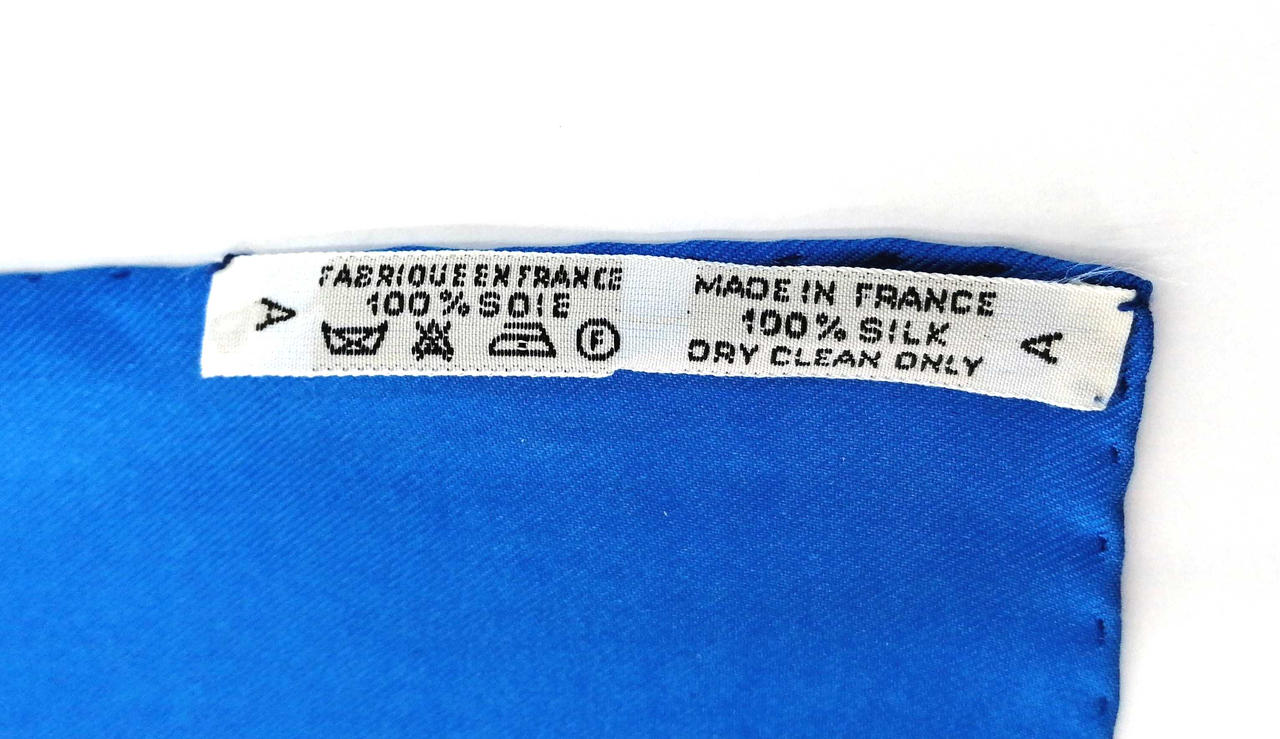 A
FABRIQUE EN FRANCE
100% SOIE
F
MADE IN FRANCE
100% SILK
DRY CLEAN ONLY
A